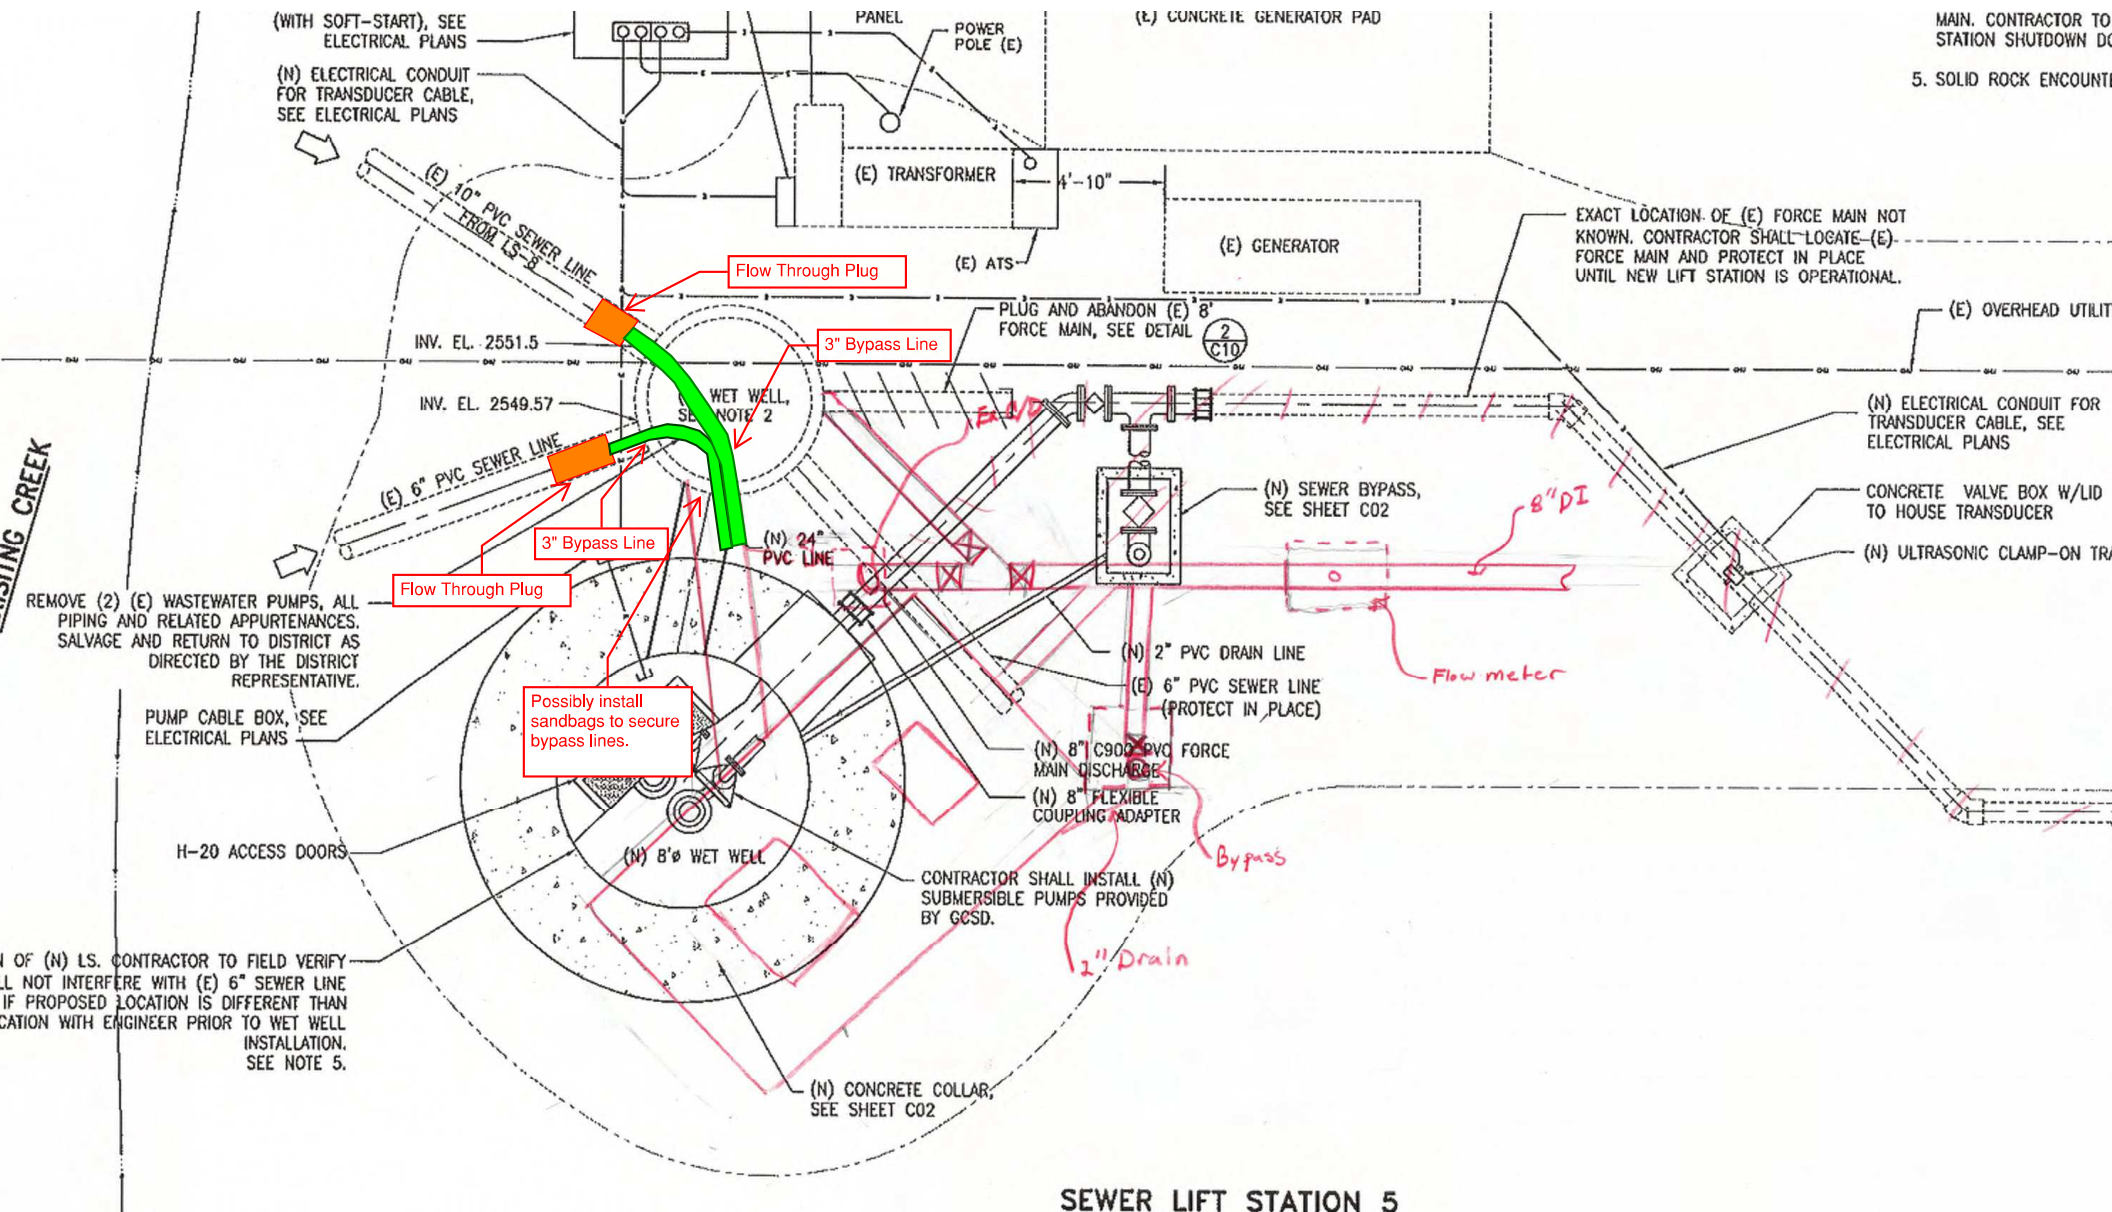 (WITH SOFT-START), SEE
ELECTRICAL PLANS
PANEL
POWER
POLE (E)
(E) CONCRETE GENERATOR PAD
MAIN. CONTRACTOR TO
STATION SHUTDOWN
5. SOLID ROCK
(N) ELECTRICAL CONDUIT
FOR TRANSDUCER CABLE,
SEE ELECTRICAL PLANS
(E) 10" PVC SEWER LINE
FROM LS-8
(E) TRANSFORMER
4'-10"
(E) GENERATOR
(E) ATS
EXACT LOCATION OF (E) FORCE MAIN NOT
KNOWN. CONTRACTOR SHALL LOCATE (E)
FORCE MAIN AND PROTECT IN PLACE
UNTIL NEW LIFT STATION IS OPERATIONAL.
Flow Through Plug
PLUG AND ABANDON (E) 8'
FORCE MAIN, SEE DETAIL
2
C10
(E) OVERHEAD
INV. EL. 2551.5
3" Bypass Line
INV. EL. 2549.57
WET WELL,
NOTE 2
(E) 6" PVC SEWER LINE
(N) ELECTRICAL CONDUIT FOR
TRANSDUCER CABLE, SEE
ELECTRICAL PLANS
CREEK
(N) SEWER BYPASS,
SEE SHEET C02
8" DI
CONCRETE VALVE BOX W/LID
TO HOUSE TRANSDUCER
(N) ULTRASONIC CLAMP-ON
3" Bypass Line
(N) 24"
PVC LINE
Flow Through Plug
REMOVE (2) (E) WASTEWATER PUMPS, ALL
PIPING AND RELATED APPURTENANCES.
SALVAGE AND RETURN TO DISTRICT AS
DIRECTED BY THE DISTRICT
REPRESENTATIVE.
(N) 2" PVC DRAIN LINE
(E) 6" PVC SEWER LINE
(PROTECT IN PLACE)
Flow meter
PUMP CABLE BOX, SEE
ELECTRICAL PLANS
Possibly install
sandbags to secure
bypass lines.
(N) 8" C900 PVC FORCE
MAIN DISCHARGE
(N) 8" FLEXIBLE
COUPLING ADAPTER
H-20 ACCESS DOORS
(N) 8'ø WET WELL
Bypass
CONTRACTOR SHALL INSTALL (N)
SUBMERSIBLE PUMPS PROVIDED
BY GCSD.
2" Drain
OF (N) LS. CONTRACTOR TO FIELD VERIFY
NOT INTERFERE WITH (E) 6" SEWER LINE
IF PROPOSED LOCATION IS DIFFERENT THAN
WITH ENGINEER PRIOR TO WET WELL
INSTALLATION.
SEE NOTE 5.
(N) CONCRETE COLLAR,
SEE SHEET C02
SEWER LIFT STATION 5